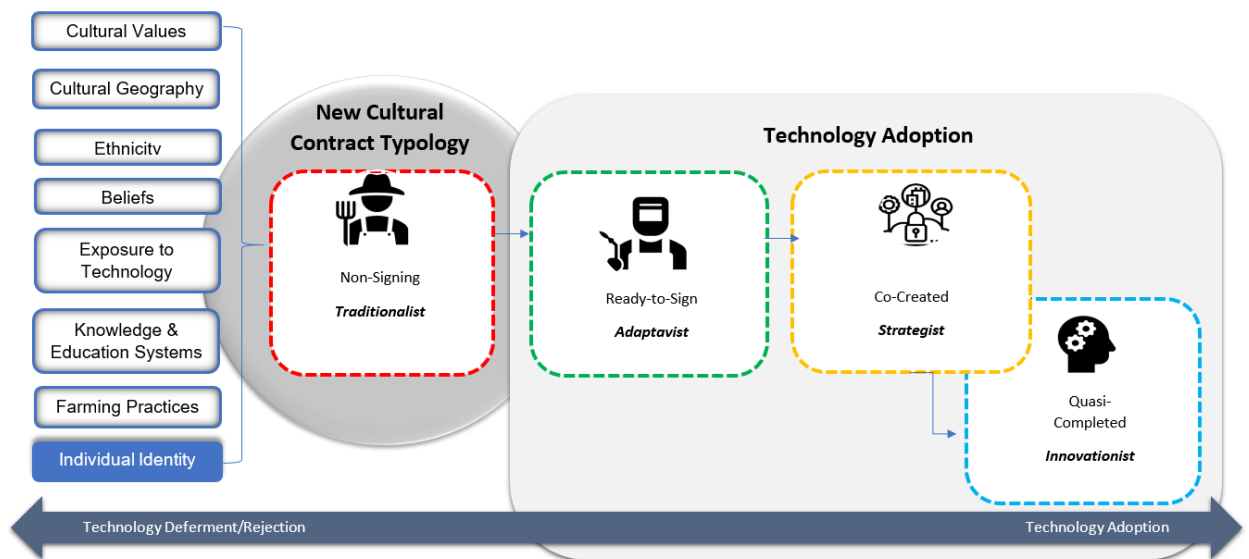 Cultural Values
Cultural Geography
Ethnicity
Beliefs
Exposure to
Technology
Knowledge &
Education Systems
Farming Practices
Individual Identity
New Cultural
Contract Typology
Non-Signing
Traditionalist
Technology Adoption
Ready-to-Sign
Adaptavist
Co-Created
Strategist
Quasi-
Completed
Innovationist
Technology Deferment/Rejection
Technology Adoption